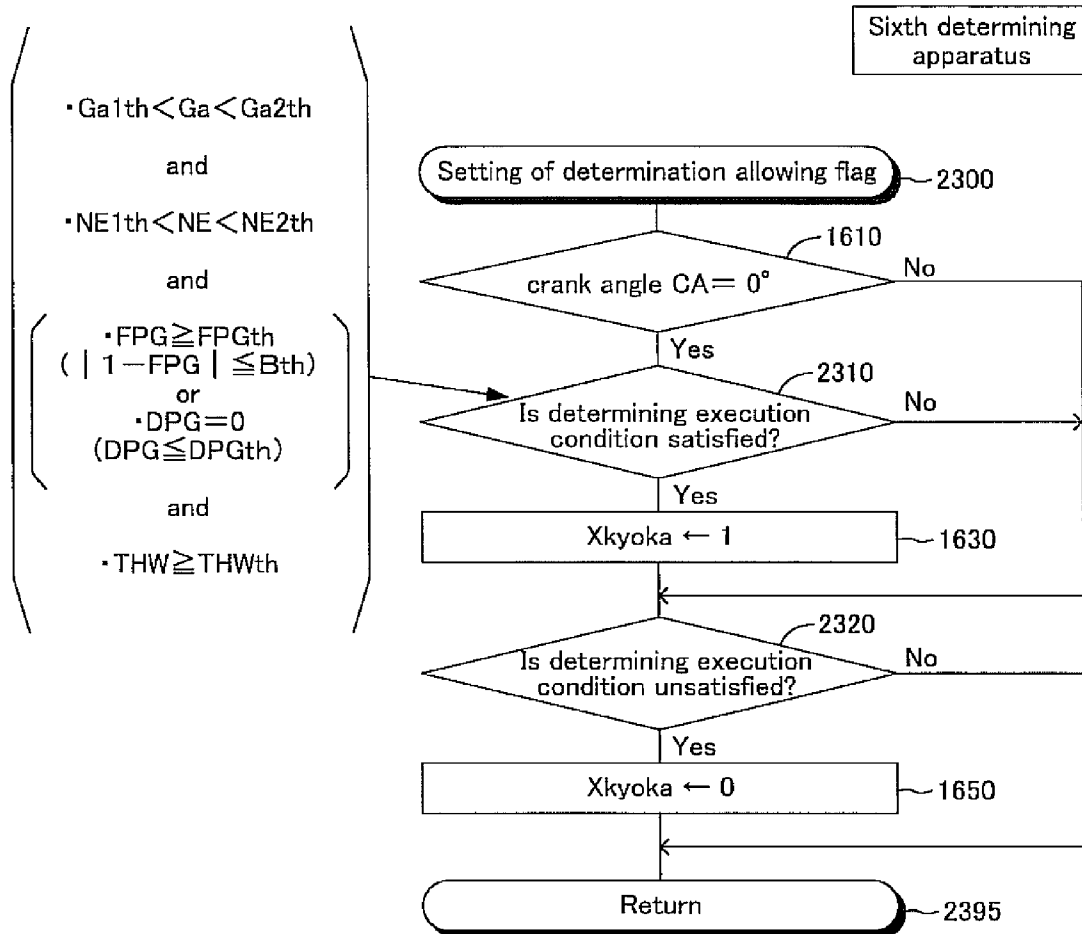 Sixth determining
apparatus
・Ga1th＜Ga＜Ga2th
and
・NE1th＜NE＜NE2th
and
・FPG≧FPGth
(｜1－FPG｜≦Bth)
or
・DPG＝0
(DPG≦DPGth)
and
・THW≧THWth
Setting of determination allowing flag
2300
1610
crank angle CA＝ 0°
No
Yes
2310
Is determining execution
condition satisfied?
No
Yes
Xkyoka ← 1
1630
2320
Is determining execution
condition unsatisfied?
No
Yes
Xkyoka ← 0
1650
Return
2395